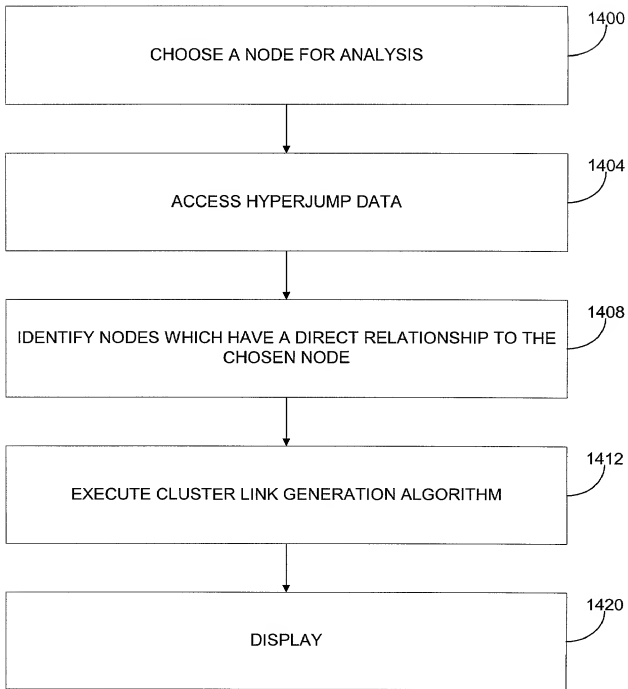 1400
CHOOSE A NODE FOR ANALYSIS
1404
ACCESS HYPERJUMP DATA
1408
IDENTIFY NODES WHICH HAVE A DIRECT RELATIONSHIP TO THE
CHOSEN NODE
1412
EXECUTE CLUSTER LINK GENERATION ALGORITHM
1420
DISPLAY